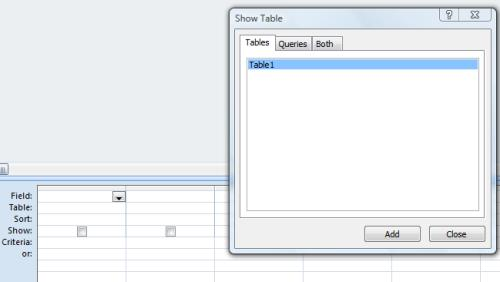 Show Table
Tables Queries Both
Table1
Add Close
Field:
Table:
Sort:
Show:
Criteria:
or: